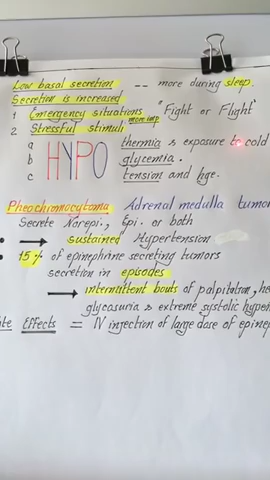 Low basal secretion -- more during sleep.
Secretion is increased
1 Emergency situations "Fight or Flight"
more imp
2 Stressful stimuli
a HYPO thermia & exposure to cold
b glycemia.
c tension and hge.
Pheochromocytoma Adrenal medulla tumor
Secrete Norepi., Epi. or both
: → sustained Hypertension
: 15% of epinephrine secreting tumors
secretion in episodes
→ intermittent bouts of palpitation, he
glycosuria & extreme systolic hype
Effects = IV injection of large dose of epinep